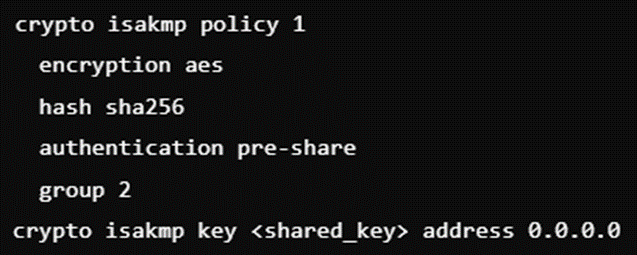 crypto isakmp policy 1
encryption aes
hash sha256
authentication pre-share
group 2
crypto isakmp key <shared_key> address 0.0.0.0